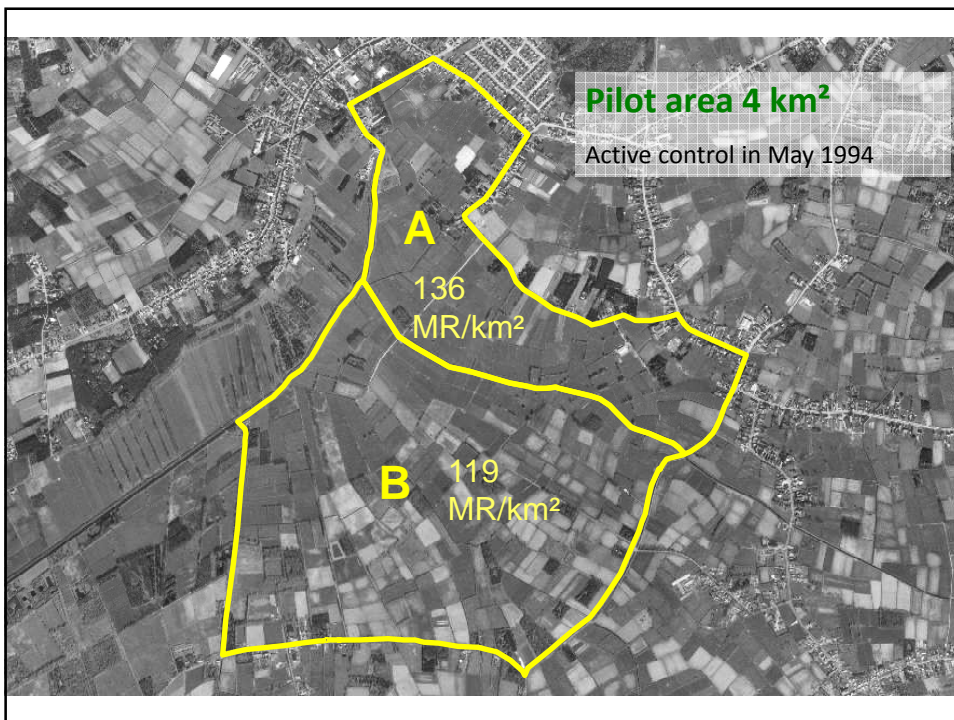 Pilot area 4 km²
Active control in May 1994
A
136
MR/km²
B
119
MR/km²